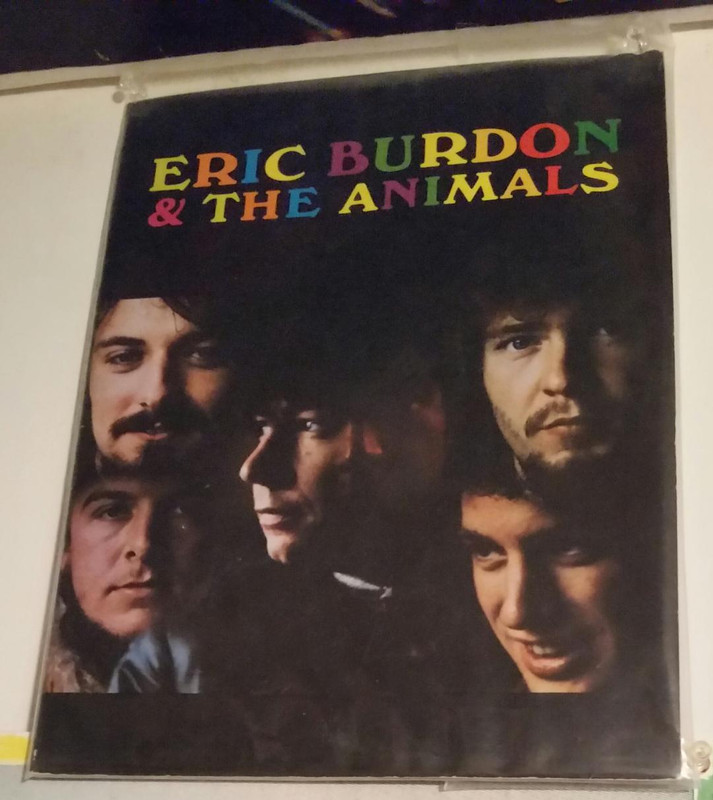 ERIC BURDON
& THE ANIMALS